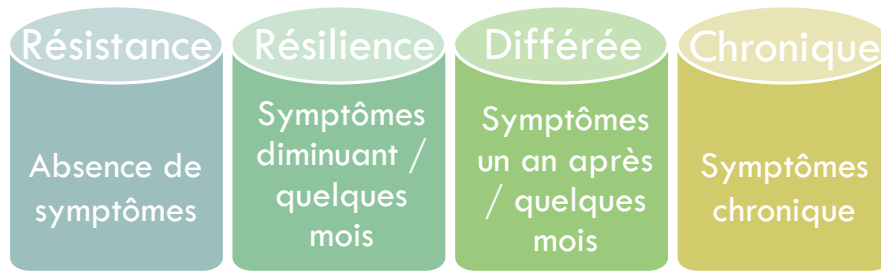 Résistance
Absence de
symptômes
Résilience
Symptômes
diminuant /
quelques
mois
Différée
Symptômes
un an après
/ quelques
mois
Chronique
Symptômes
chronique